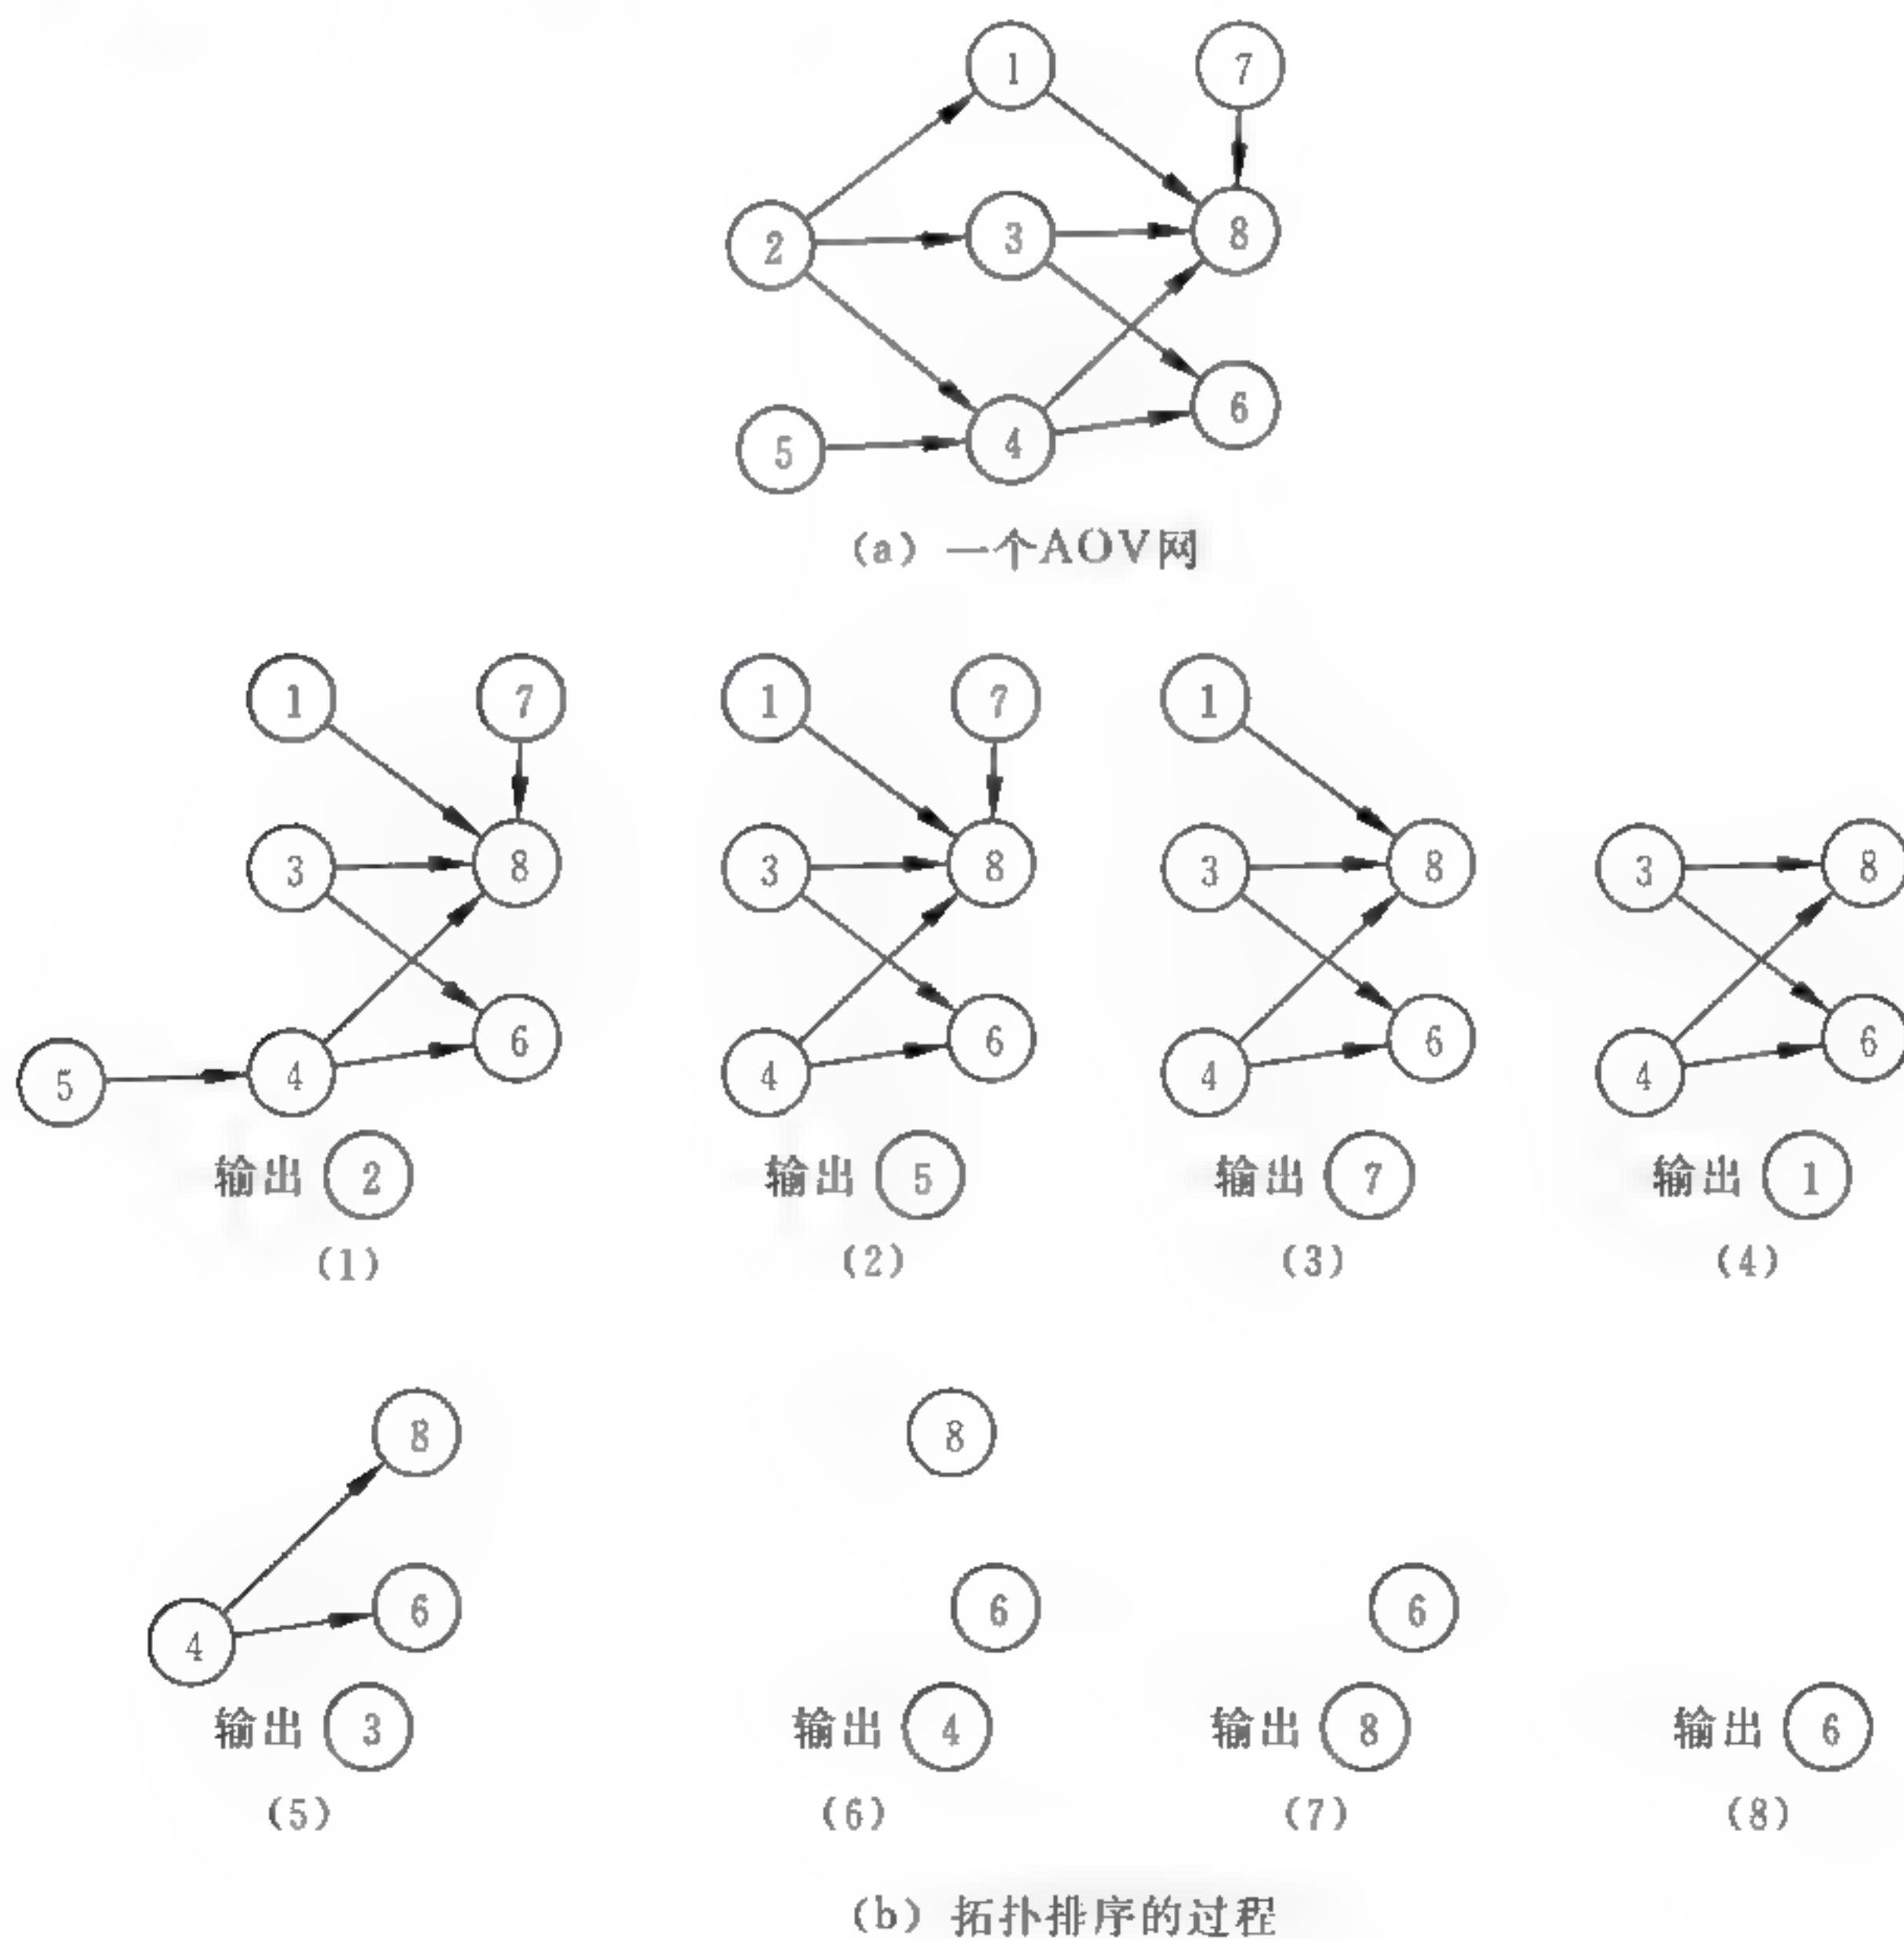 1 7
2 3 8
5 4 6
(a) 一个AOV网
1 7 1 7 1
3 8 3 8 3 8 3 8
5 4 6 4 6 4 6 4 6
输出 2 输出 5 输出 7 输出 1
(1) (2) (3) (4)
8 8
4 6 6 6
输出 3 输出 4 输出 8 输出 6
(5) (6) (7) (8)
(b) 拓扑排序的过程